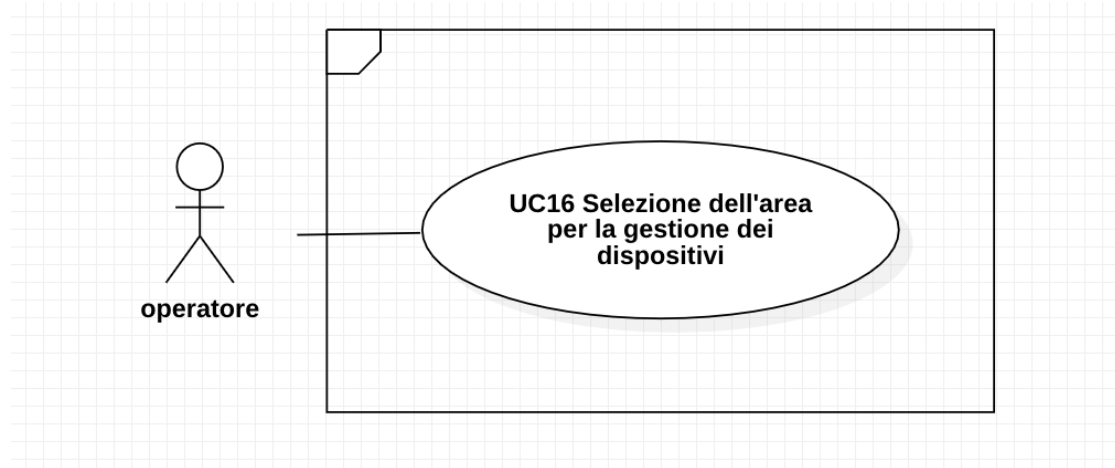 UC16 Selezione dell'area
per la gestione dei
dispositivi
operatore